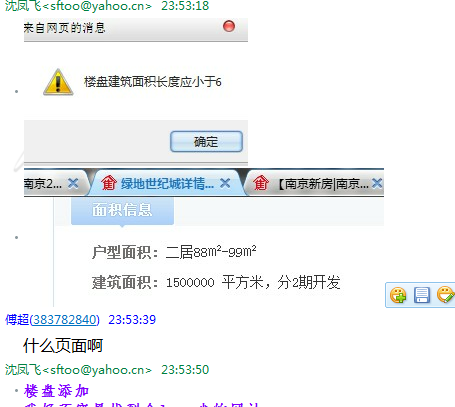 沈凤飞<sftoo@yahoo.cn> 23:53:18
来自网页的消息
楼盘建筑面积长度应小于6
确定
南京2... 绿地世纪城详情... 【南京新房|南京...
面积信息
户型面积：二居88m²-99m²
建筑面积：1500000 平方米，分2期开发
傅超(383782840) 23:53:39
什么页面啊
沈凤飞<sftoo@yahoo.cn> 23:53:50
楼盘添加